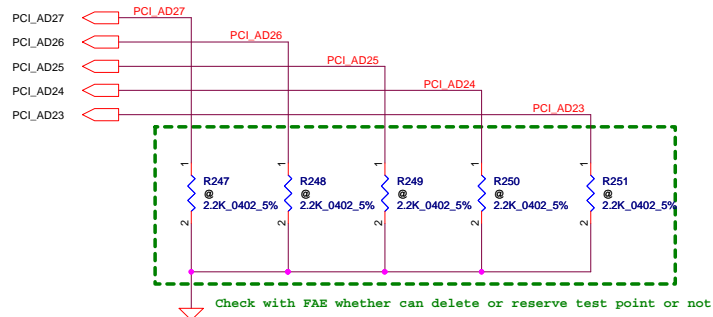 PCI_AD27 PCI_AD27
PCI_AD26 PCI_AD26
PCI_AD25 PCI_AD25
PCI_AD24 PCI_AD24
PCI_AD23 PCI_AD23
1 1 1 1 1
R247 R248 R249 R250 R251
@ @ @ @ @
2.2K_0402_5% 2.2K_0402_5% 2.2K_0402_5% 2.2K_0402_5% 2.2K_0402_5%
2 2 2 2 2
Check with FAE whether can delete or reserve test point or not